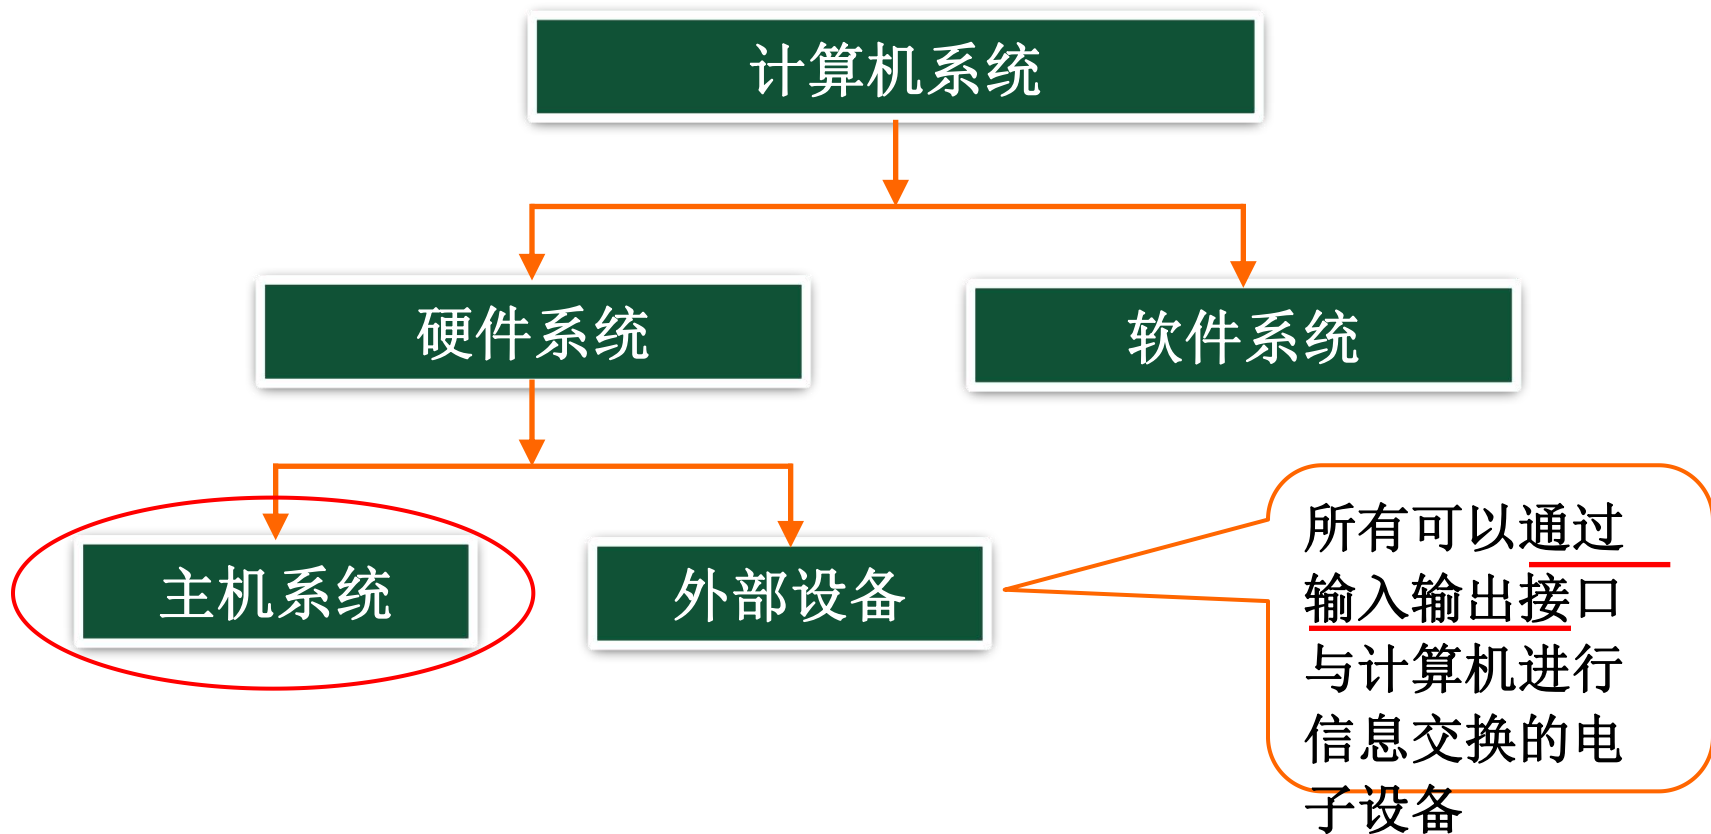 计算机系统
硬件系统
软件系统
主机系统
外部设备
所有可以通过
输入输出接口
与计算机进行
信息交换的电
子设备